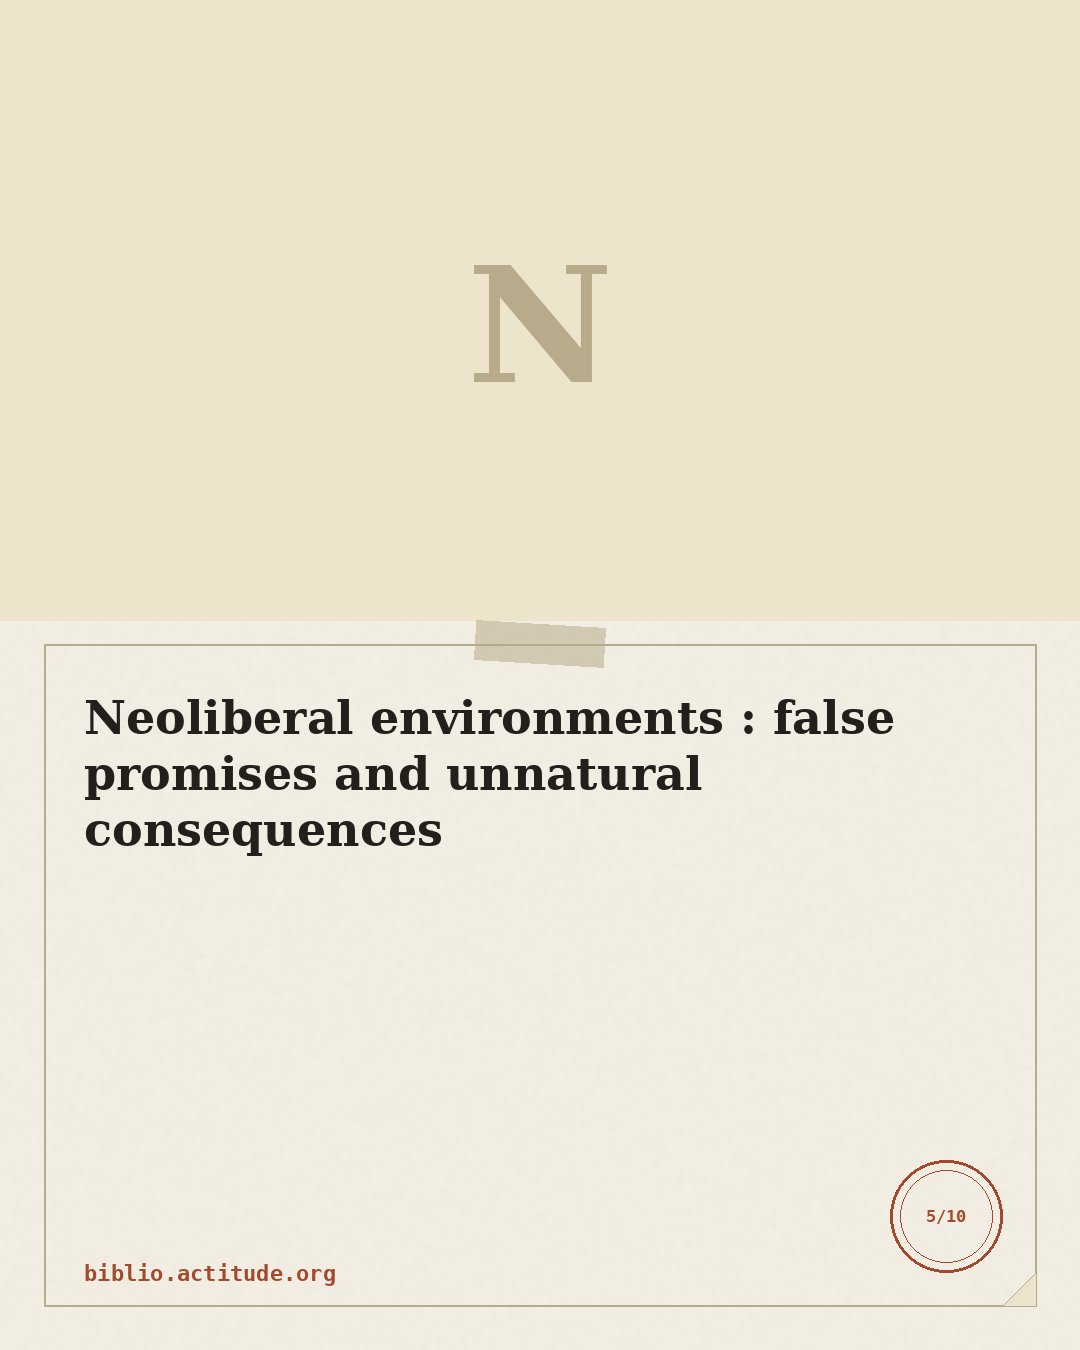 N
Neoliberal environments : false
promises and unnatural
consequences
5/10
biblio.actitude.org